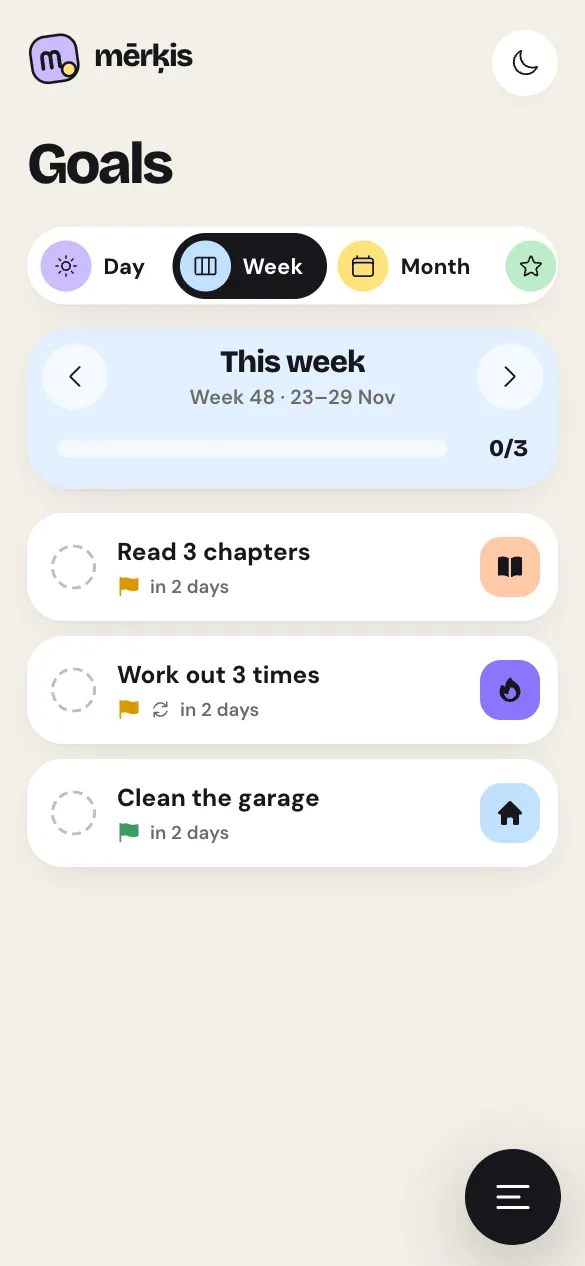 m
mērķis
Goals
Day
Week
Month
This week
Week 48 · 23–29 Nov
0/3
Read 3 chapters
in 2 days
Work out 3 times
in 2 days
Clean the garage
in 2 days